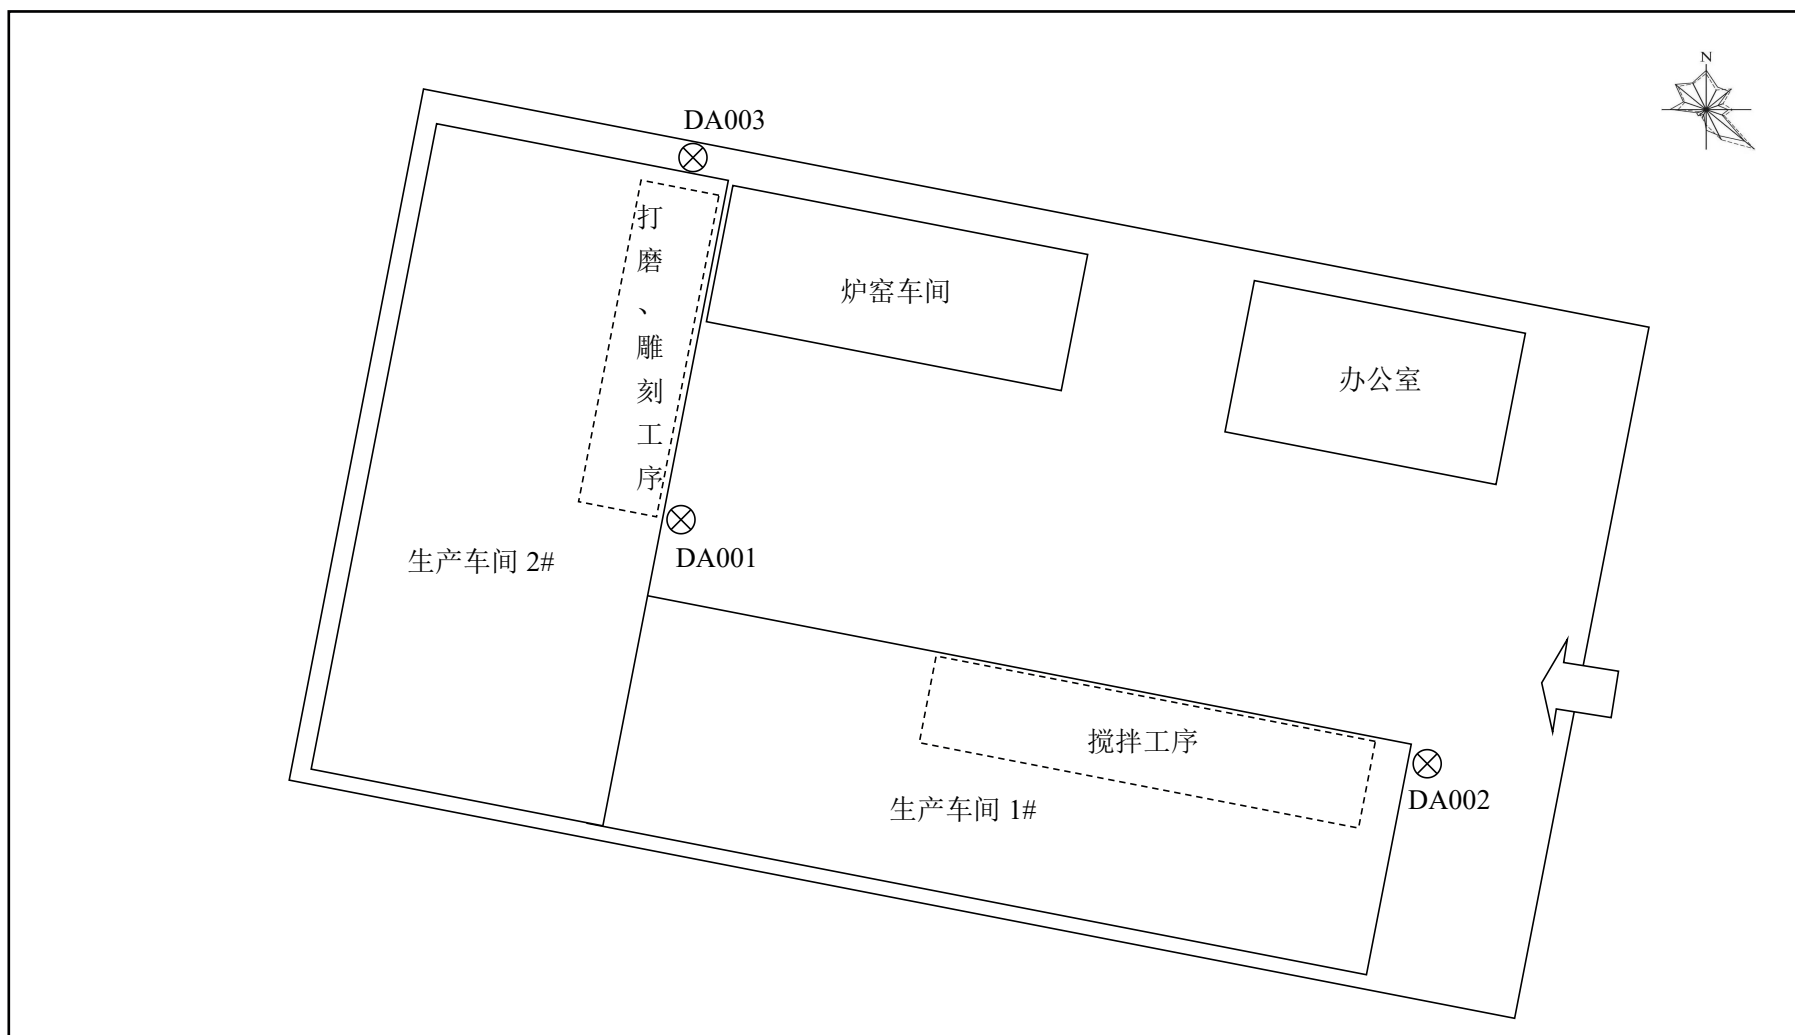 N
DA003
打磨、雕刻工序
炉窑车间
办公室
DA001
生产车间 2#
搅拌工序
DA002
生产车间 1#